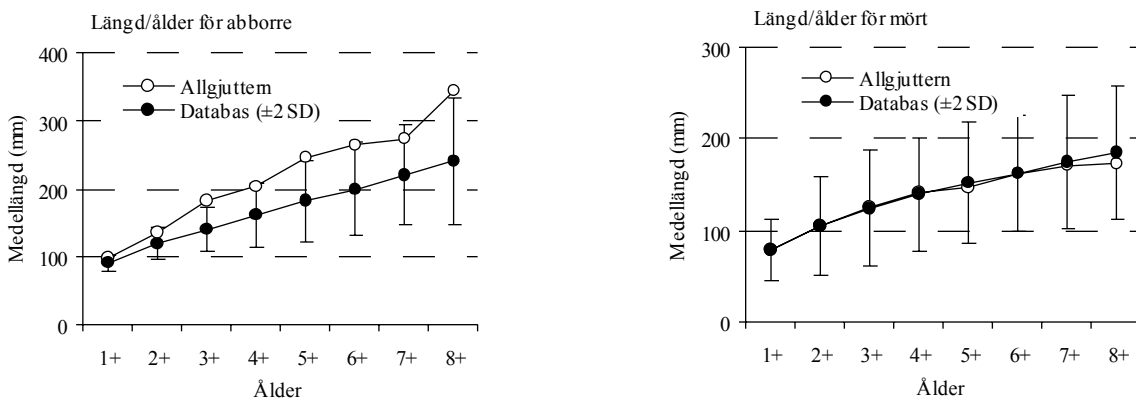 Längd/ålder för abborre
400
300
200
100
0
Medellängd (mm)
Allgjuttern
Databas (±2 SD)
1+ 2+ 3+ 4+ 5+ 6+ 7+ 8+
Ålder
Längd/ålder för mört
300
200
100
0
Medellängd (mm)
Allgjuttern
Databas (±2 SD)
1+ 2+ 3+ 4+ 5+ 6+ 7+ 8+
Ålder